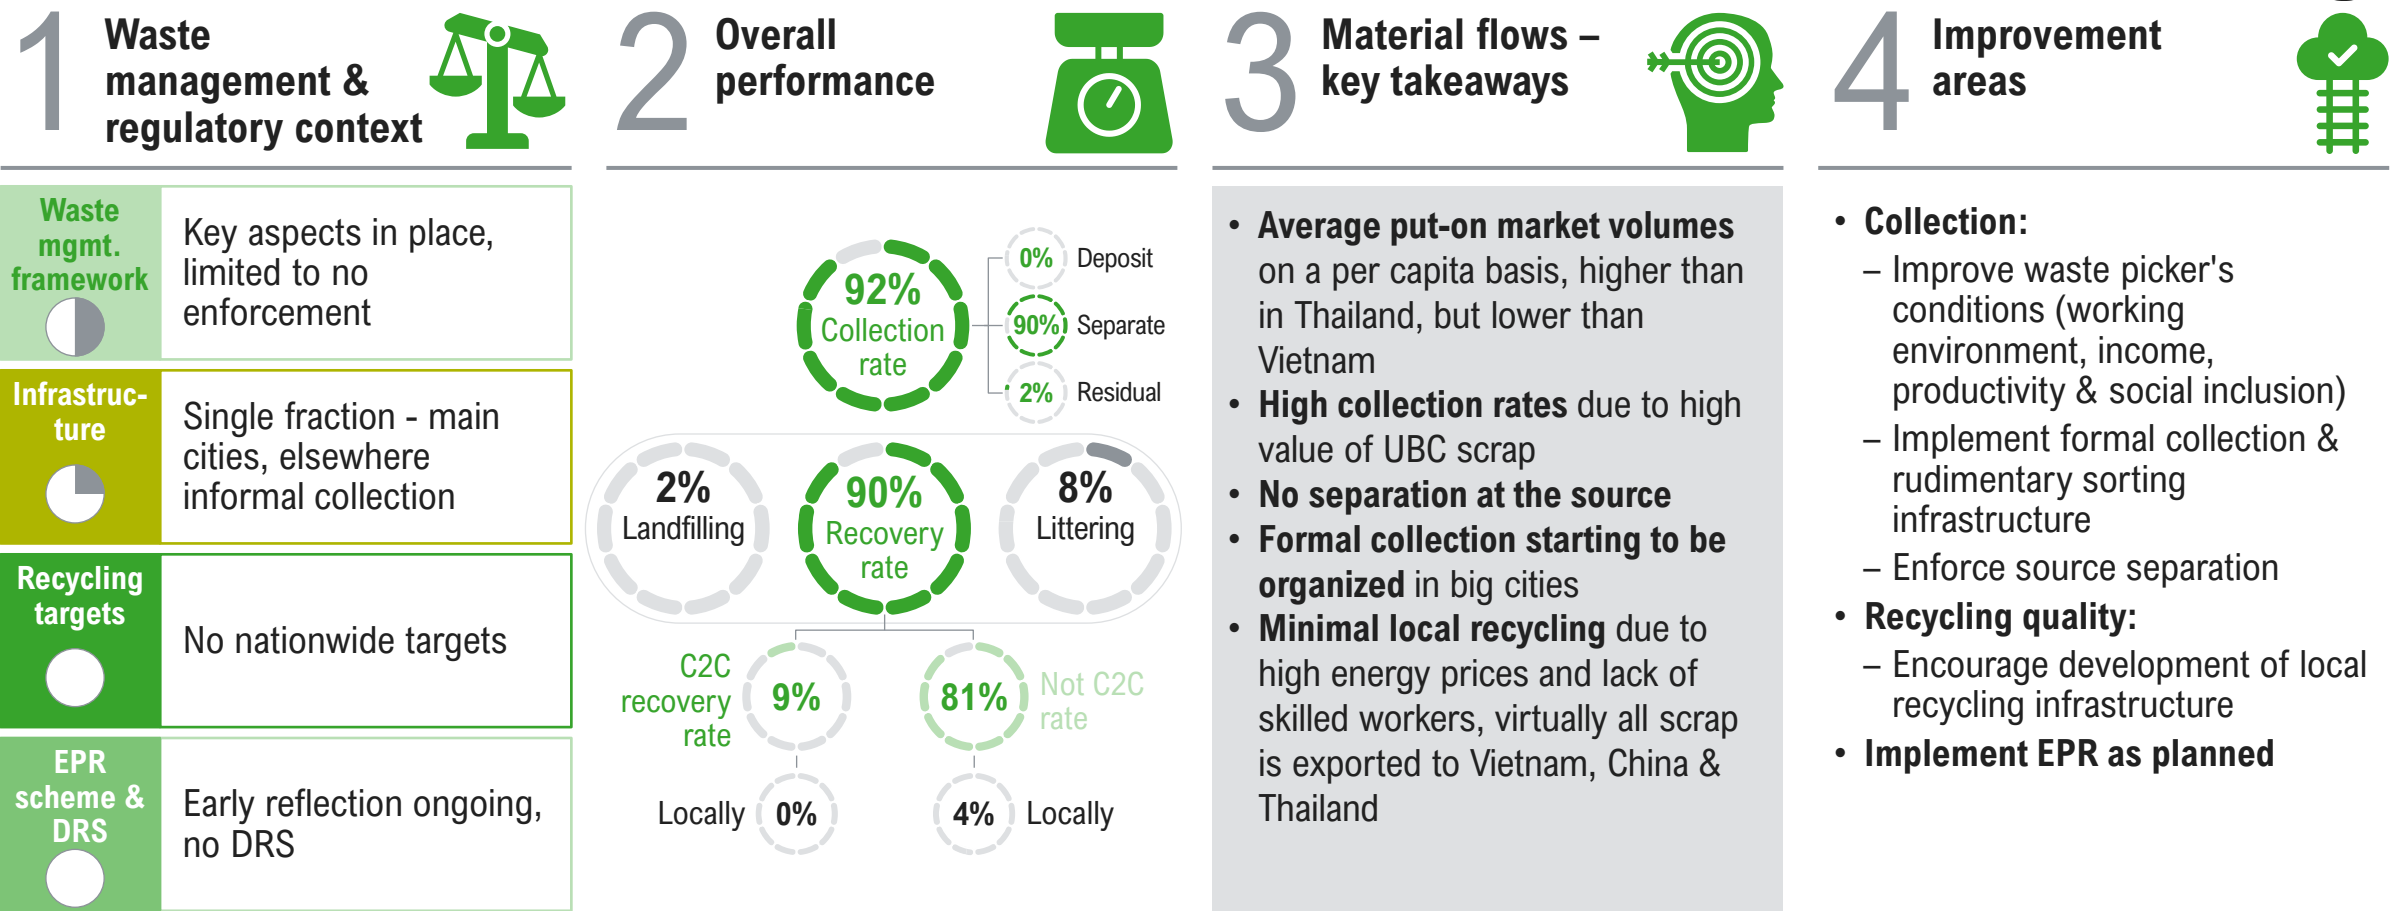 1
Waste
management &
regulatory context
Waste
mgmt.
framework
Key aspects in place,
limited to no
enforcement
Infrastruc-
ture
Single fraction - main
cities, elsewhere
informal collection
Recycling
targets
No nationwide targets
EPR
scheme &
DRS
Early reflection ongoing,
no DRS
2
Overall
performance
92%
Collection
rate
0% Deposit
90% Separate
2% Residual
2%
Landfilling
90%
Recovery
rate
8%
Littering
C2C
recovery
rate
9%
81%
Not C2C
rate
Locally 0%
4% Locally
3
Material flows –
key takeaways
• Average put-on market volumes
on a per capita basis, higher than
in Thailand, but lower than
Vietnam
• High collection rates due to high
value of UBC scrap
• No separation at the source
• Formal collection starting to be
organized in big cities
• Minimal local recycling due to
high energy prices and lack of
skilled workers, virtually all scrap
is exported to Vietnam, China &
Thailand
4
Improvement
areas
• Collection:
– Improve waste picker's
conditions (working
environment, income,
productivity & social inclusion)
– Implement formal collection &
rudimentary sorting
infrastructure
– Enforce source separation
• Recycling quality:
– Encourage development of local
recycling infrastructure
• Implement EPR as planned